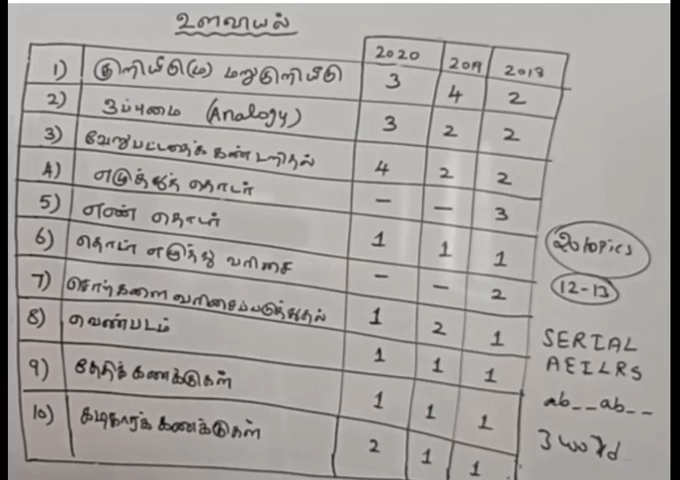 உளவியல்
2020 2019 2018
1) குறியீடு(ம) மறுகுறியீடு 3 4 2
2) ஒப்புமை (Analogy) 3 2 2
3) வேறுபட்டதைக் கண்டறிதல் 4 2 2
4) எழுத்துத் தொடர் – – 3
5) எண் தொடர் 1 1 1
6) தொடர் எழுத்து வரிசை – – 2
7) சொற்களை வரிசைப்படுத்துதல் 1 2 1
8) வெண்படம் 1 1 1
9) தேதிக் கணக்குகள் 1 1 1
10) கடிகாரக் கணக்குகள் 2 1 1
20 topics
12-13
SERIAL
AEILRS
ab__ab__
3 word